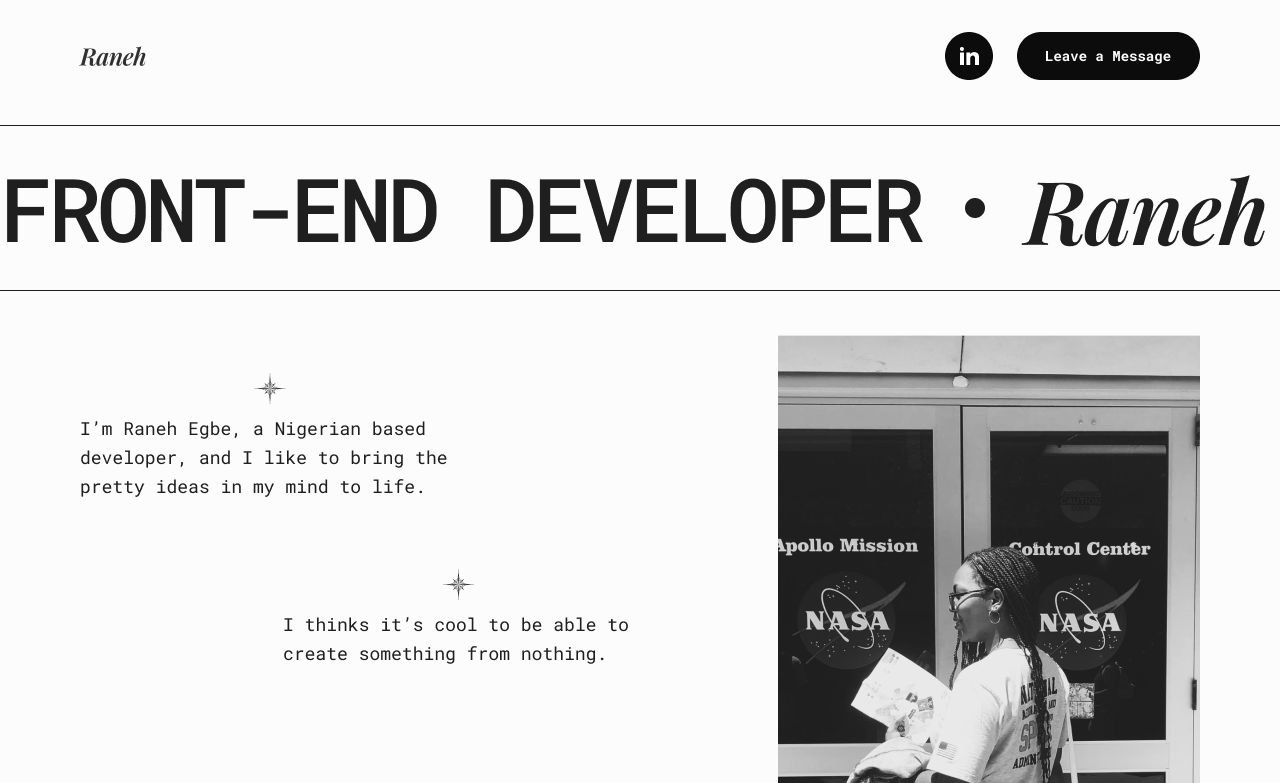 Raneh
in
Leave a Message
FRONT-END DEVELOPER • Raneh
I’m Raneh Egbe, a Nigerian based
developer, and I like to bring the
pretty ideas in my mind to life.
I thinks it’s cool to be able to
create something from nothing.
Apollo Mission
Control Center
NASA
NASA